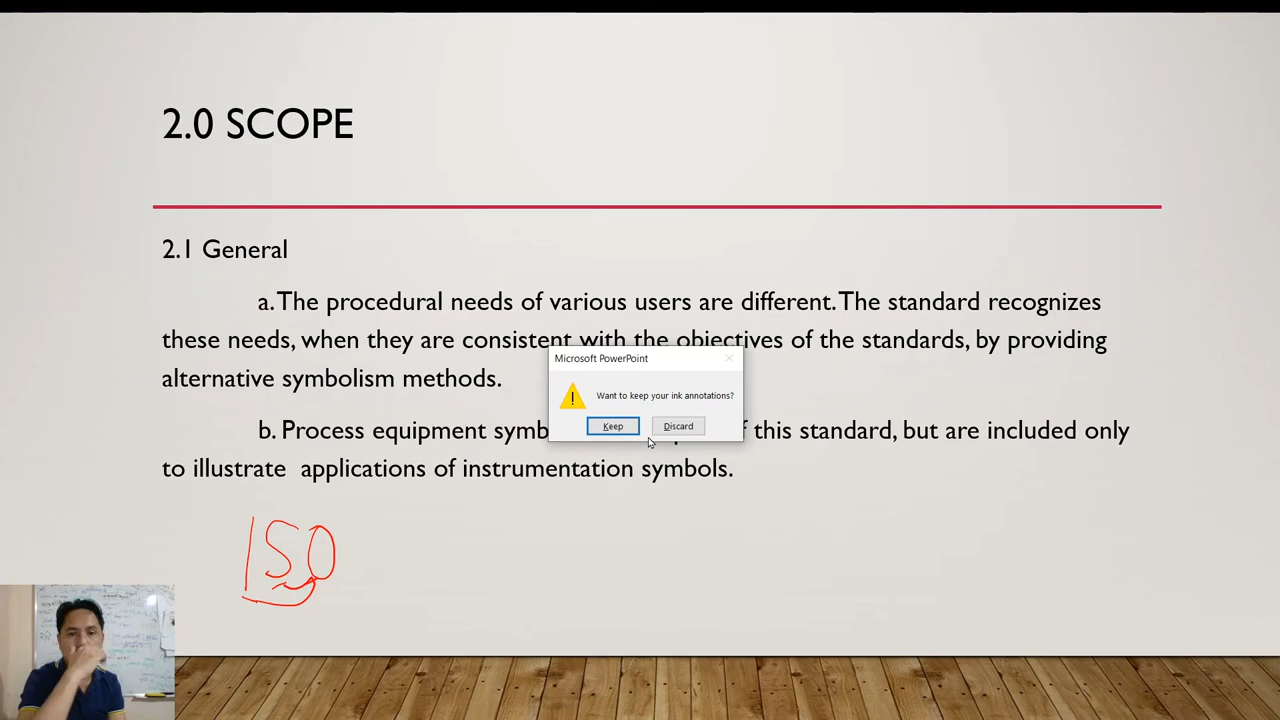 2.0 SCOPE
2.1 General
a. The procedural needs of various users are different. The standard recognizes
these needs, when they are consistent with the objectives of the standards, by providing
alternative symbolism methods.
Microsoft PowerPoint
Want to keep your ink annotations?
Keep Discard
b. Process equipment symb f this standard, but are included only
to illustrate applications of instrumentation symbols.
ISO